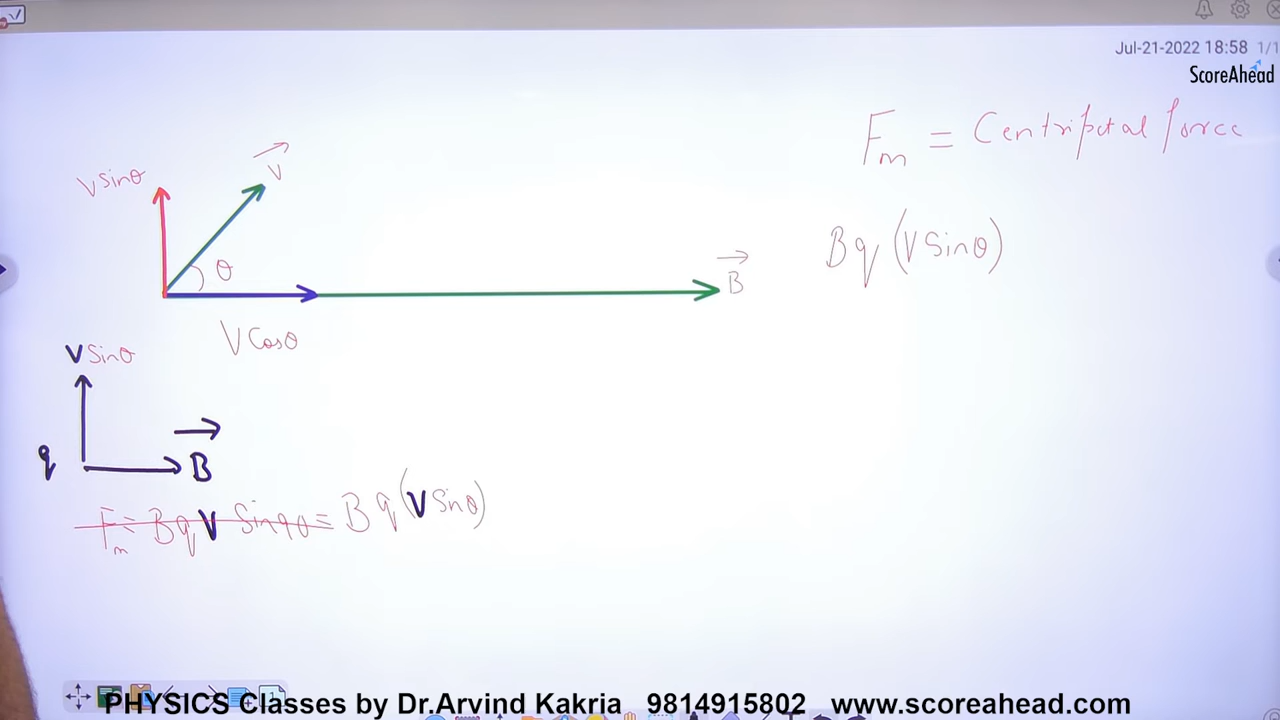 Jul-21-2022 18:58 1/1
ScoreAhead
Fm = Centripetal force
V Sinθ
V
θ
B
V Cosθ
Bq (V Sinθ)
V Sinθ
q
B
Fm = BqV Sin90 = Bq(V Sinθ)
PHYSICS Classes by Dr.Arvind Kakria 9814915802 www.scoreahead.com